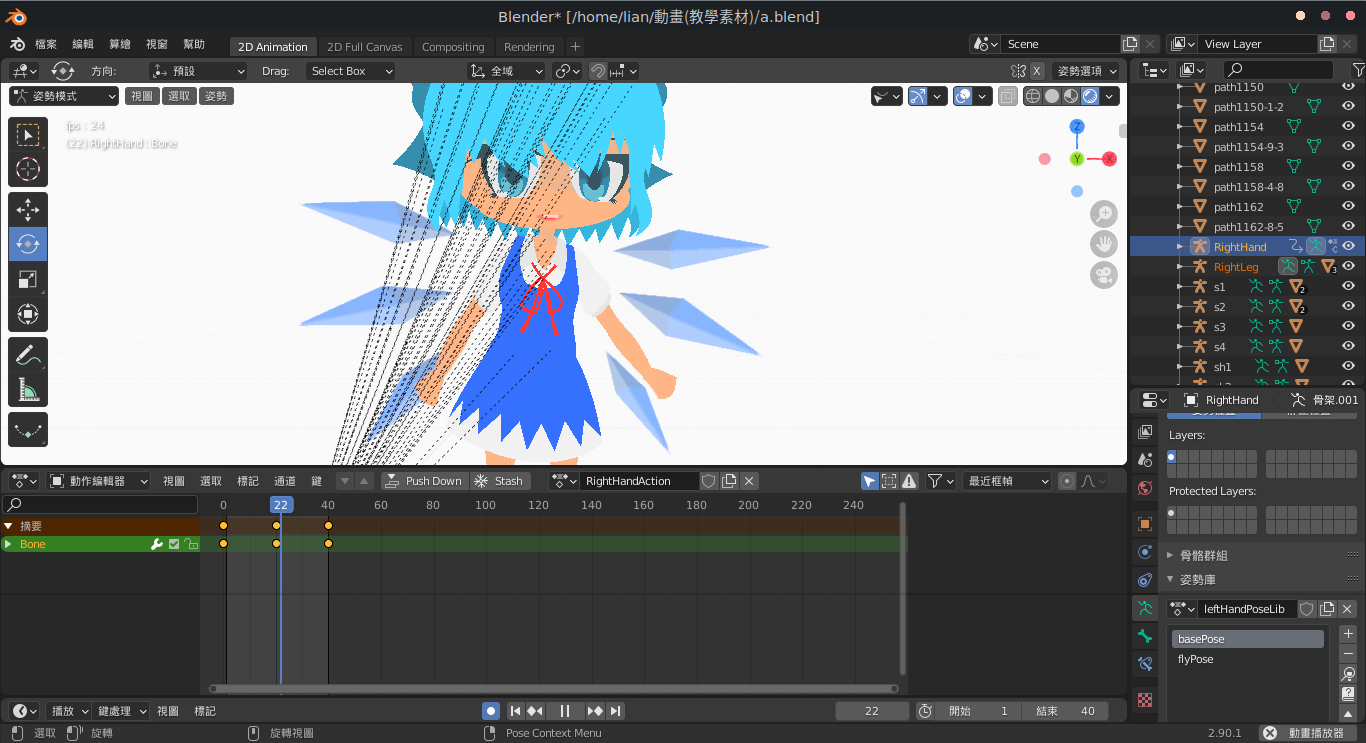 Blender* [/home/lian/動畫(教學素材)/a.blend]
檔案 編輯 算繪 視窗 幫助 2D Animation 2D Full Canvas Compositing Rendering + Scene View Layer
方向: 預設 Drag: Select Box 全域 X 姿勢選項
姿勢模式 視圖 選取 姿勢
fps : 24
(22) RightHand : Bone
Z
Y
X
path1150
path1150-1-2
path1154
path1154-9-3
path1158
path1158-4-8
path1162
path1162-8-5
RightHand
RightLeg 3
s1 2
s2 2
s3
s4
sh1
RightHand 骨架.001
Layers:
Protected Layers:
骨骼群組
姿勢庫
leftHandPoseLib
basePose
flyPose
動作編輯器 視圖 選取 標記 通道 鍵 Push Down Stash RightHandAction 最近框幀
0 22 40 60 80 100 120 140 160 180 200 220 240
摘要
Bone
播放 鍵處理 視圖 標記 22 開始 1 結束 40
選取 旋轉 旋轉視圖 Pose Context Menu 2.90.1 動畫播放器